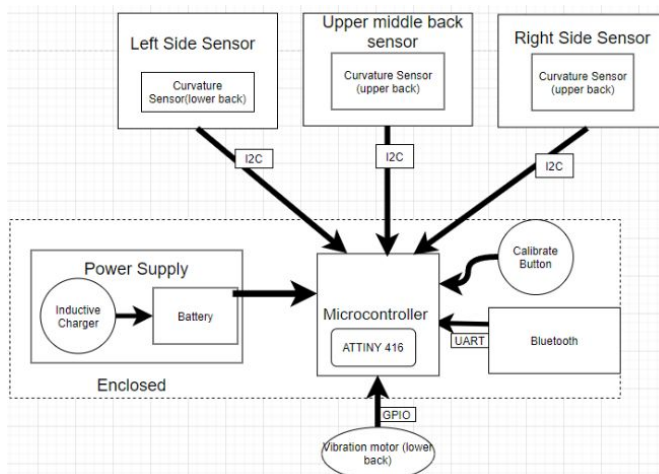 Left Side Sensor
Curvature
Sensor(lower back)
Upper middle back
sensor
Curvature Sensor
(upper back)
Right Side Sensor
Curvature Sensor
(upper back)
I2C
I2C
I2C
Power Supply
Inductive
Charger
Battery
Enclosed
Microcontroller
ATTINY 416
Calibrate
Button
UART
Bluetooth
GPIO
Vibration motor (lower
back)